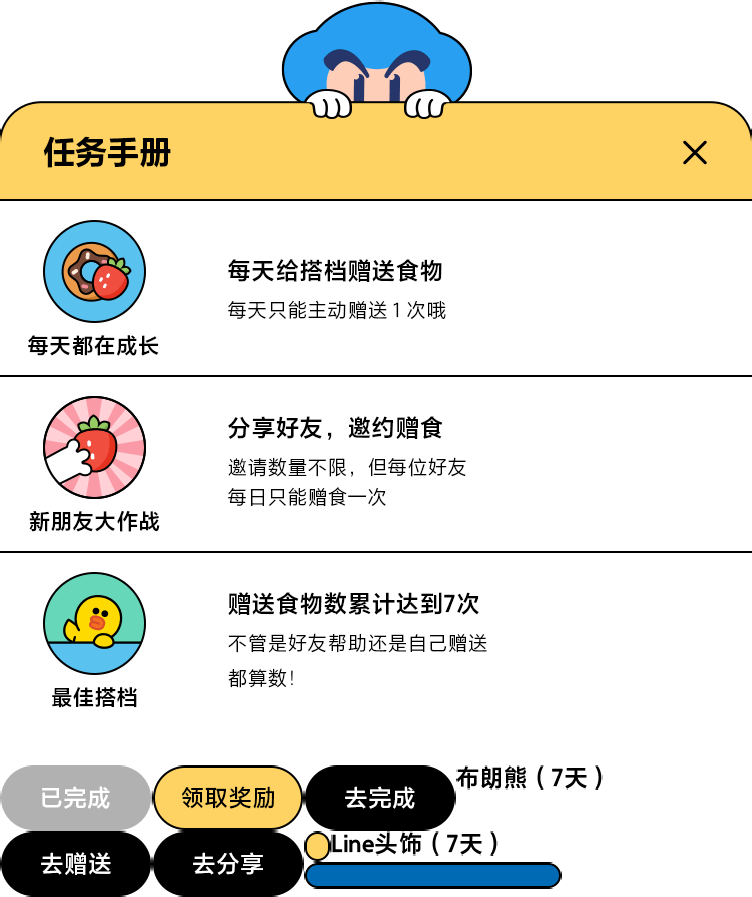 任务手册
每天给搭档赠送食物
每天只能主动赠送1次哦
每天都在成长
分享好友，邀约赠食
邀请数量不限，但每位好友
每日只能赠食一次
新朋友大作战
赠送食物数累计达到7次
不管是好友帮助还是自己赠送
都算数！
最佳搭档
已完成
领取奖励
去完成
布朗熊（7天）
去赠送
去分享
Line头饰（7天）